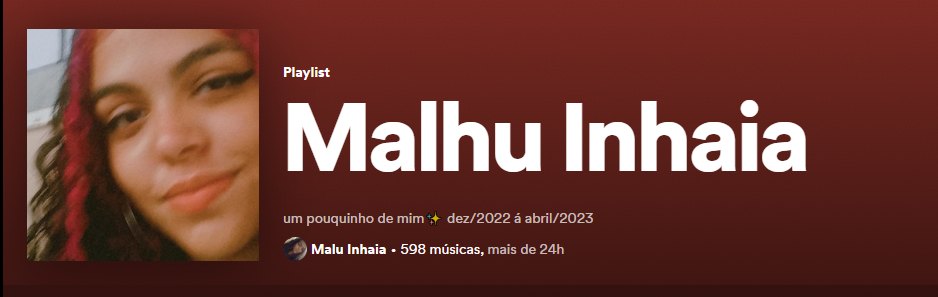 Playlist
Malhu Inhaia
um pouquinho de mim✨ dez/2022 á abril/2023
Malu Inhaia • 598 músicas, mais de 24h